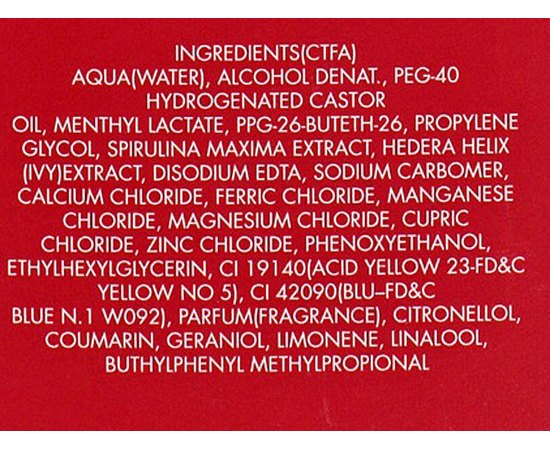 INGREDIENTS(CTFA)
AQUA(WATER), ALCOHOL DENAT., PEG-40
HYDROGENATED CASTOR
OIL, MENTHYL LACTATE, PPG-26-BUTETH-26, PROPYLENE
GLYCOL, SPIRULINA MAXIMA EXTRACT, HEDERA HELIX
(IVY)EXTRACT, DISODIUM EDTA, SODIUM CARBOMER,
CALCIUM CHLORIDE, FERRIC CHLORIDE, MANGANESE
CHLORIDE, MAGNESIUM CHLORIDE, CUPRIC
CHLORIDE, ZINC CHLORIDE, PHENOXYETHANOL,
ETHYLHEXYLGLYCERIN, CI 19140(ACID YELLOW 23-FD&C
YELLOW NO 5), CI 42090(BLU–FD&C
BLUE N.1 W092), PARFUM(FRAGRANCE), CITRONELLOL,
COUMARIN, GERANIOL, LIMONENE, LINALOOL,
BUTHYLPHENYL METHYLPROPIONAL